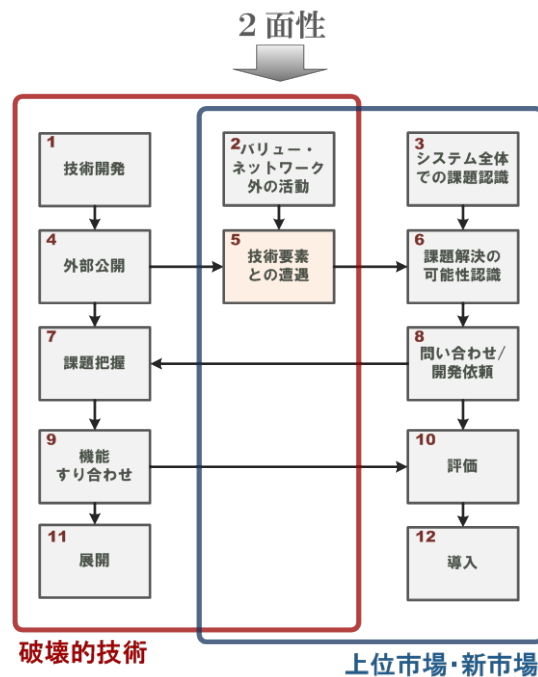 2面性
1
技術開発
2
バリュー・
ネットワーク
外の活動
3
システム全体
での課題認識
4
外部公開
5
技術要素
との遭遇
6
課題解決の
可能性認識
7
課題把握
8
問い合わせ/
開発依頼
9
機能
すり合わせ
10
評価
11
展開
12
導入
破壊的技術
上位市場・新市場